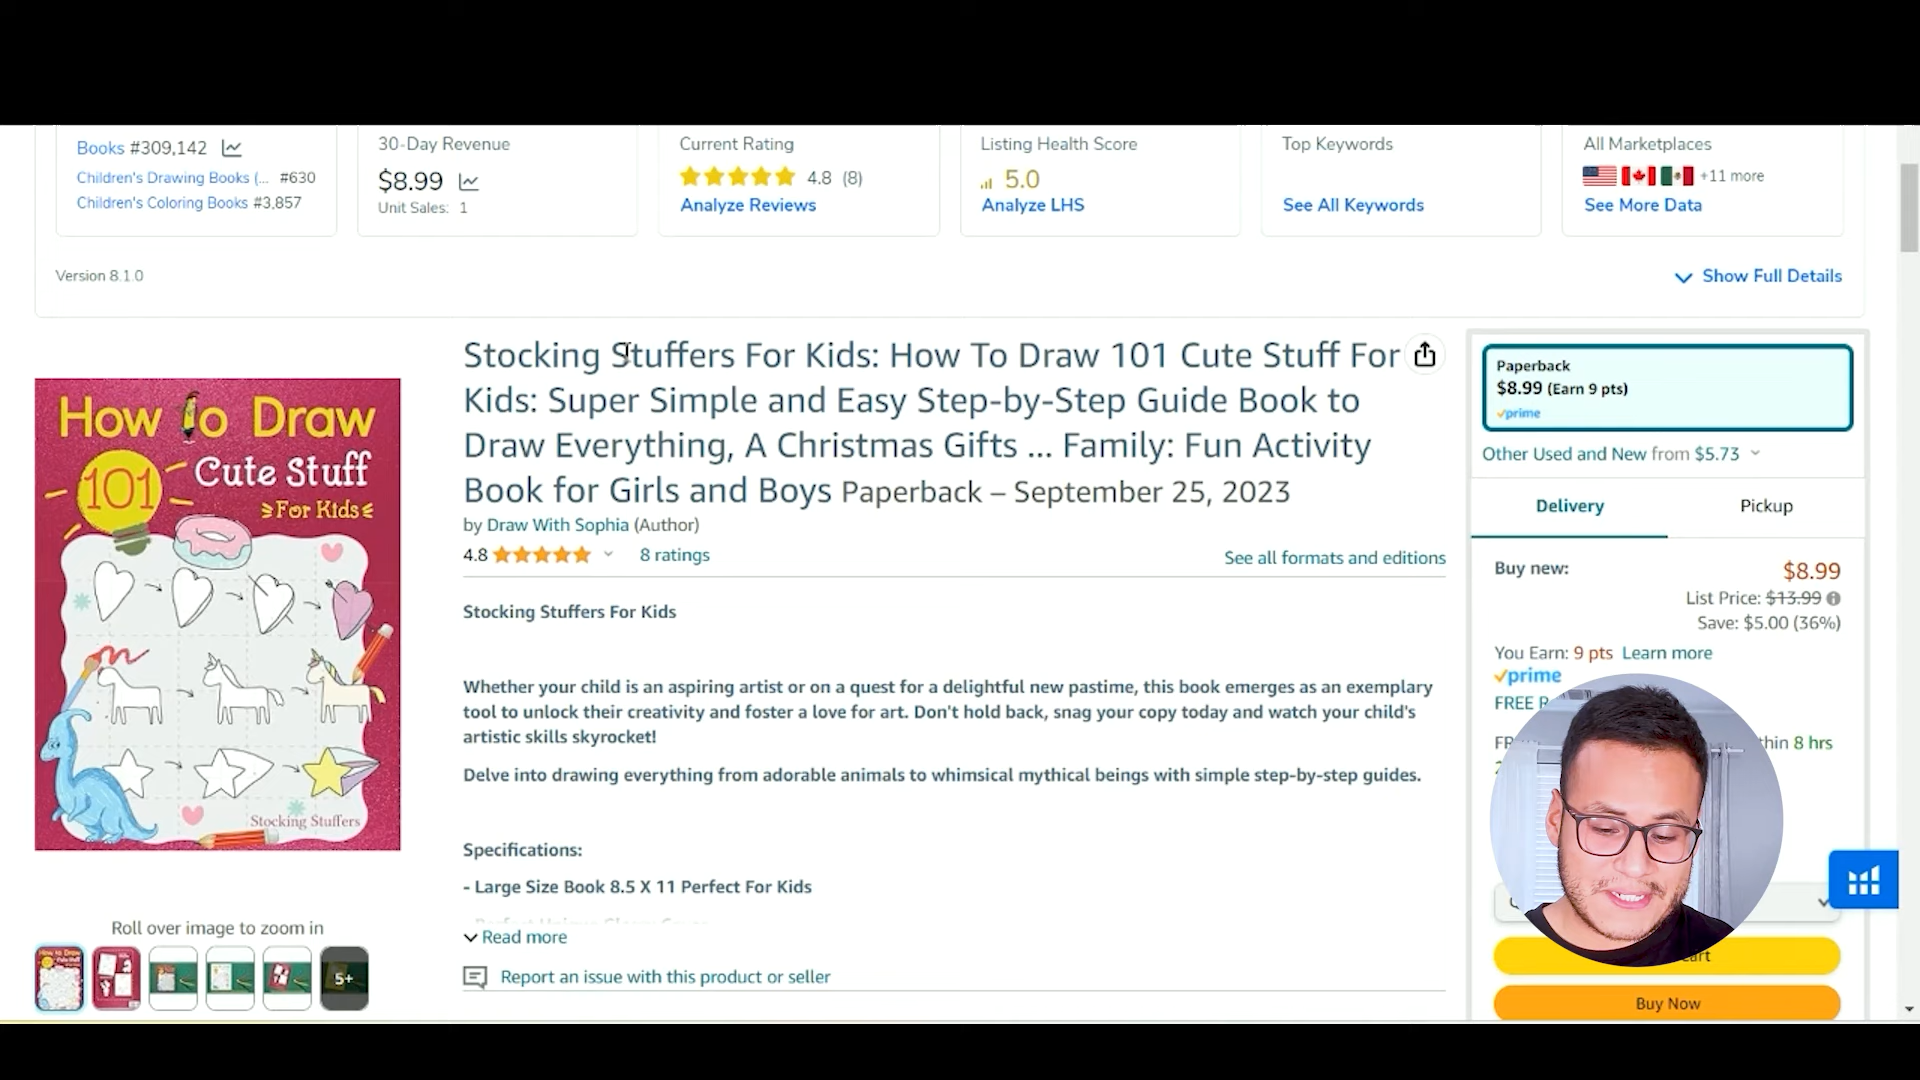 Books #309,142
Children's Drawing Books (... #630
Children's Coloring Books #3,857
30-Day Revenue
$8.99
Unit Sales: 1
Current Rating
4.8 (8)
Analyze Reviews
Listing Health Score
5.0
Analyze LHS
Top Keywords
See All Keywords
All Marketplaces
+11 more
See More Data
Version 8.1.0
Show Full Details
How To Draw
101 Cute Stuff
For Kids
Stocking Stuffers
Roll over image to zoom in
5+
Stocking Stuffers For Kids: How To Draw 101 Cute Stuff For
Kids: Super Simple and Easy Step-by-Step Guide Book to
Draw Everything, A Christmas Gifts ... Family: Fun Activity
Book for Girls and Boys Paperback – September 25, 2023
by Draw With Sophia (Author)
4.8
8 ratings
See all formats and editions
Stocking Stuffers For Kids
Whether your child is an aspiring artist or on a quest for a delightful new pastime, this book emerges as an exemplary
tool to unlock their creativity and foster a love for art. Don't hold back, snag your copy today and watch your child's
artistic skills skyrocket!
Delve into drawing everything from adorable animals to whimsical mythical beings with simple step-by-step guides.
Specifications:
- Large Size Book 8.5 X 11 Perfect For Kids
Read more
Report an issue with this product or seller
Paperback
$8.99 (Earn 9 pts)
prime
Other Used and New from $5.73
Delivery
Pickup
Buy new:
$8.99
List Price: $13.99
Save: $5.00 (36%)
You Earn: 9 pts Learn more
prime
FREE
8 hrs
Buy Now